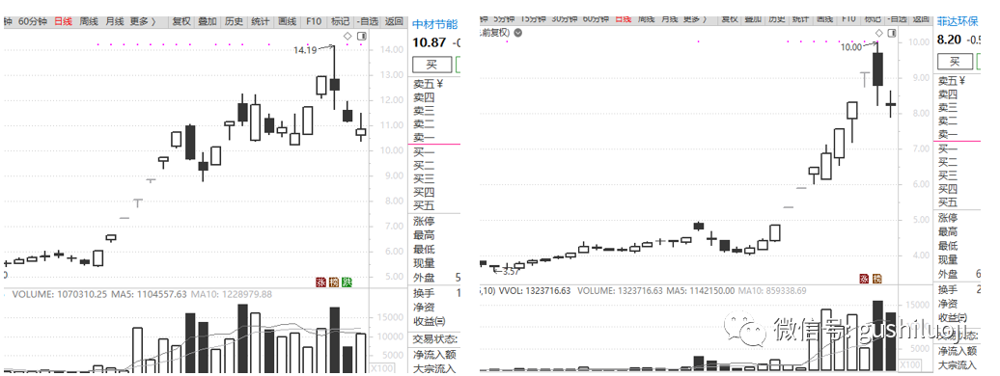 钟 60分钟 日线 周线 月线 更多 〉 复权 叠加 历史 统计 画线 F10 标记 -自选 返回
中材节能
10.87
买
14.19
14.00
13.00
12.00
11.00
10.00
9.00
8.00
7.00
6.00
5.00
卖五 ¥
卖四
卖三
卖二
卖一
买一
买二
买三
买四
买五
涨停
最高
最低
现量
外盘 5
换手 1
净资
收益㈣
交易状态:
净流入额
大宗流入
涨 榜 跌
VOLUME: 1070310.25 MA5: 1104557.63 MA10: 1228979.88
15000
10000
5000
X100
钟 5分钟 15分钟 30分钟 60分钟 日线 周线 月线 更多 〉 复权 叠加 历史 统计 画线 F10 标记 -自选 返回
前复权)
菲达环保
8.20 -0.5
买
10.00
10.00
9.00
8.00
7.00
6.00
5.00
4.00
3.57
卖五 ¥
卖四
卖三
卖二
卖一
买一
买二
买三
买四
买五
涨停
最高
最低
现量
外盘 6
换手 2
净资
收益㈣
交易状态:
净流入额
大宗流入
涨 榜
5,10) VVOL: 1323716.63 VOLUME: 1323716.63 MA5: 1142150.00 MA10: 859338.69
15000
5000
X100
微信号: gushiluoji